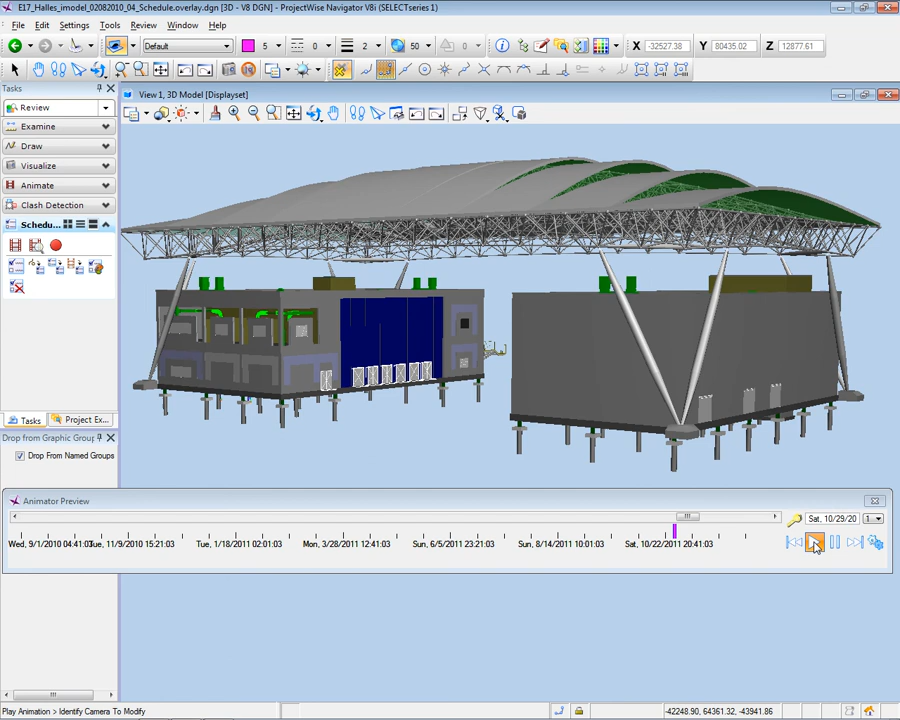 E17_Halles_imodel_02082010_04_Schedule.overlay.dgn [3D - V8 DGN] - ProjectWise Navigator V8i (SELECTseries 1)
File Edit Settings Tools Review Window Help
Default 5 0 2 50 0 X -32527.38 Y 80435.02 Z 12877.61
Tasks
View 1, 3D Model [Displayset]
Review
Examine
Draw
Visualize
Animate
Clash Detection
Schedu...
Tasks Project Ex...
Drop from Graphic Group
Drop From Named Groups
Animator Preview
Sat, 10/29/20 1
Wed, 9/1/2010 04:41:03 Tue, 11/9/2010 15:21:03 Tue, 1/18/2011 02:01:03 Mon, 3/28/2011 12:41:03 Sun, 6/5/2011 23:21:03 Sun, 8/14/2011 10:01:03 Sat, 10/22/2011 20:41:03
Play Animation > Identify Camera To Modify
-42248.90, 64361.32, -43941.86